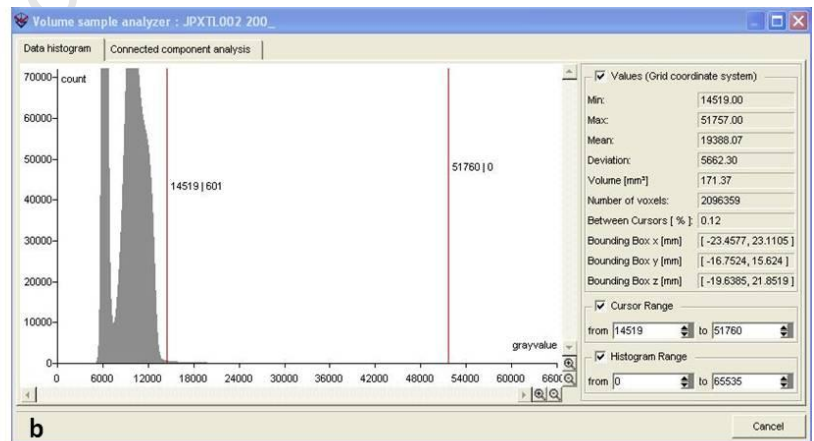 Volume sample analyzer : JPXTL002 200_
Data histogram
Connected component analysis
70000
count
60000
50000
40000
30000
20000
10000
0
14519 | 601
51760 | 0
grayvalue
0 6000 12000 18000 24000 30000 36000 42000 48000 54000 60000 6600
Values (Grid coordinate system)
Min: 14519.00
Max: 51757.00
Mean: 19388.07
Deviation: 5662.30
Volume [mm³] 171.37
Number of voxels: 2096359
Between Cursors [ % ]: 0.12
Bounding Box x [mm] [ -23.4577, 23.1105 ]
Bounding Box y [mm] [ -16.7524, 15.624 ]
Bounding Box z [mm] [ -19.6385, 21.8519 ]
Cursor Range
from 14519 to 51760
Histogram Range
from 0 to 65535
b
Cancel